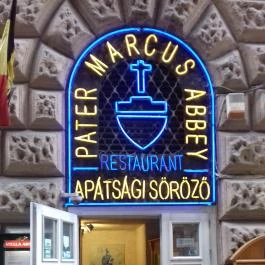 PATER MARCUS ABBEY
RESTAURANT
APÁTSÁGI SÖRÖZŐ